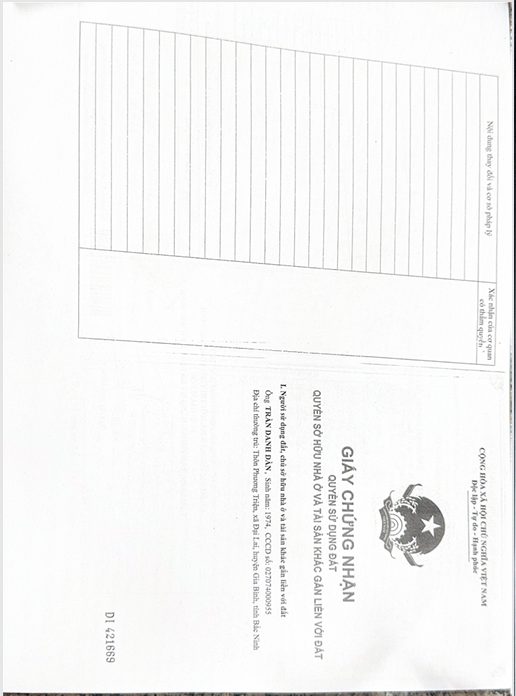 Nội dung thay đổi và cơ sở pháp lý
Xác nhận của cơ quan
có thẩm quyền
CỘNG HÒA XÃ HỘI CHỦ NGHĨA VIỆT NAM
Độc lập - Tự do - Hạnh phúc
GIẤY CHỨNG NHẬN
QUYỀN SỬ DỤNG ĐẤT
QUYỀN SỞ HỮU NHÀ Ở VÀ TÀI SẢN KHÁC GẮN LIỀN VỚI ĐẤT
I. Người sử dụng đất, chủ sở hữu nhà ở và tài sản khác gắn liền với đất
Ông TRẦN DANH DÂN, Sinh năm: 1974, CCCD số: 027074000955
Địa chỉ thường trú: Thôn Phương Triện, xã Đại Lai, huyện Gia Bình, tỉnh Bắc Ninh
DI 421669